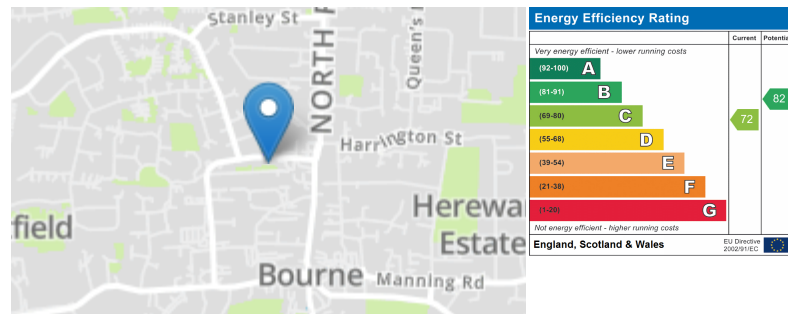 Stanley St
NORTH R
Queen's
Harrington St
Herewa
Estate
field
Bourne
Manning Rd
Energy Efficiency Rating
Current
Potentia
Very energy efficient - lower running costs
(92-100) A
(81-91) B
82
(69-80) C
72
(55-68) D
(39-54) E
(21-38) F
(1-20) G
Not energy efficient - higher running costs
England, Scotland & Wales
EU Directive
2002/91/EC